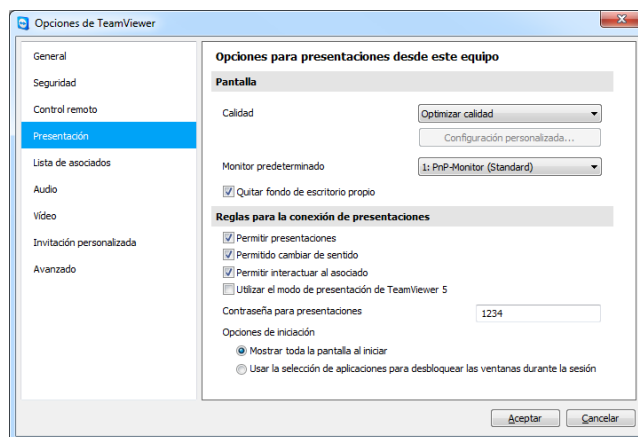 Opciones de TeamViewer
General
Seguridad
Control remoto
Presentación
Lista de asociados
Audio
Vídeo
Invitación personalizada
Avanzado
Opciones para presentaciones desde este equipo
Pantalla
Calidad
Optimizar calidad
Configuración personalizada...
Monitor predeterminado
1: PnP-Monitor (Standard)
Quitar fondo de escritorio propio
Reglas para la conexión de presentaciones
Permitir presentaciones
Permitido cambiar de sentido
Permitir interactuar al asociado
Utilizar el modo de presentación de TeamViewer 5
Contraseña para presentaciones
1234
Opciones de iniciación
Mostrar toda la pantalla al iniciar
Usar la selección de aplicaciones para desbloquear las ventanas durante la sesión
Aceptar
Cancelar